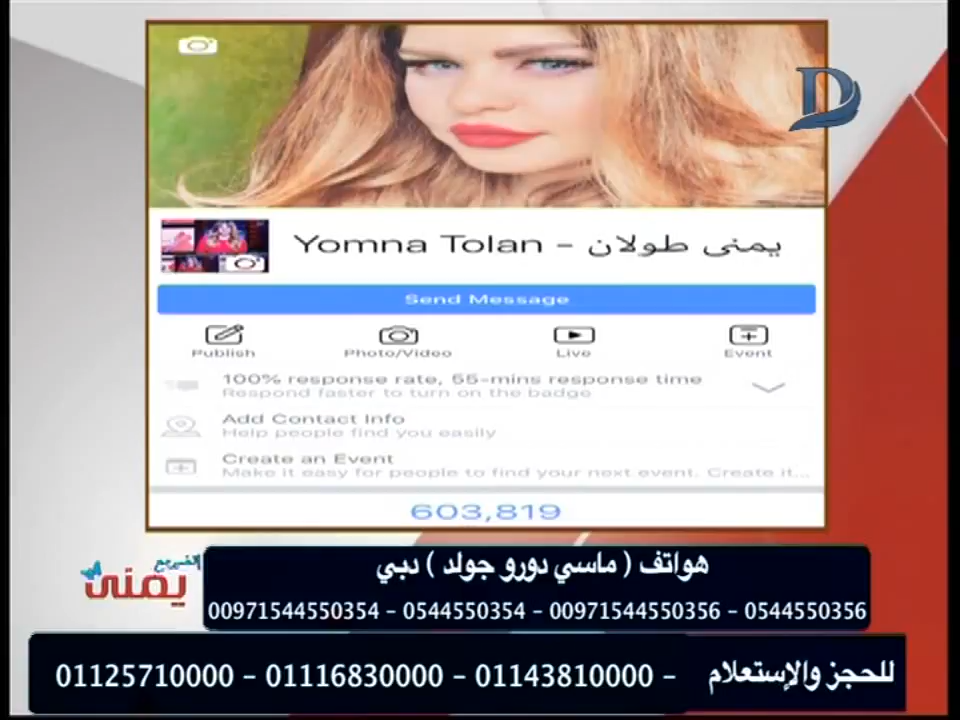 D
Yomna Tolan – يمنى طولان
Send Message
Publish
Photo/Video
Live
Event
100% response rate, 55-mins response time
Respond faster to turn on the badge
Add Contact Info
Help people find you easily
Create an Event
Make it easy for people to find your next event. Create it...
603,819
يمنى
هواتف ( ماسي دورو جولد ) دبي
00971544550354 - 0544550354 - 00971544550356 - 0544550356
للحجز والإستعلام
01125710000 - 01116830000 - 01143810000 -